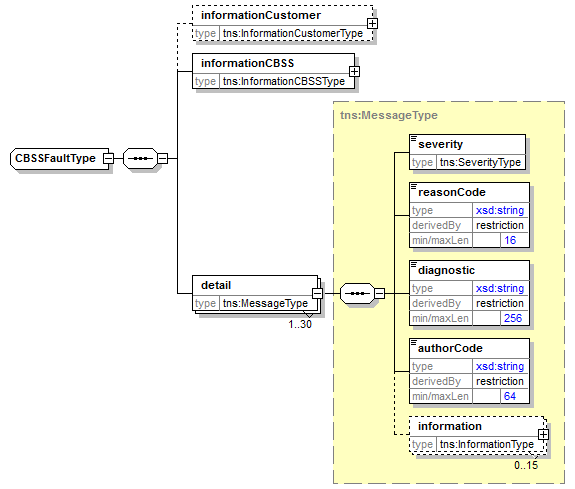 informationCustomer
type tns:InformationCustomerType
informationCBSS
type tns:InformationCBSSType
tns:MessageType
severity
type tns:SeverityType
CBSSFaultType
reasonCode
type xsd:string
derivedBy restriction
min/maxLen 16
diagnostic
type xsd:string
derivedBy restriction
min/maxLen 256
detail
type tns:MessageType
1..30
authorCode
type xsd:string
derivedBy restriction
min/maxLen 64
information
type tns:InformationType
0..15